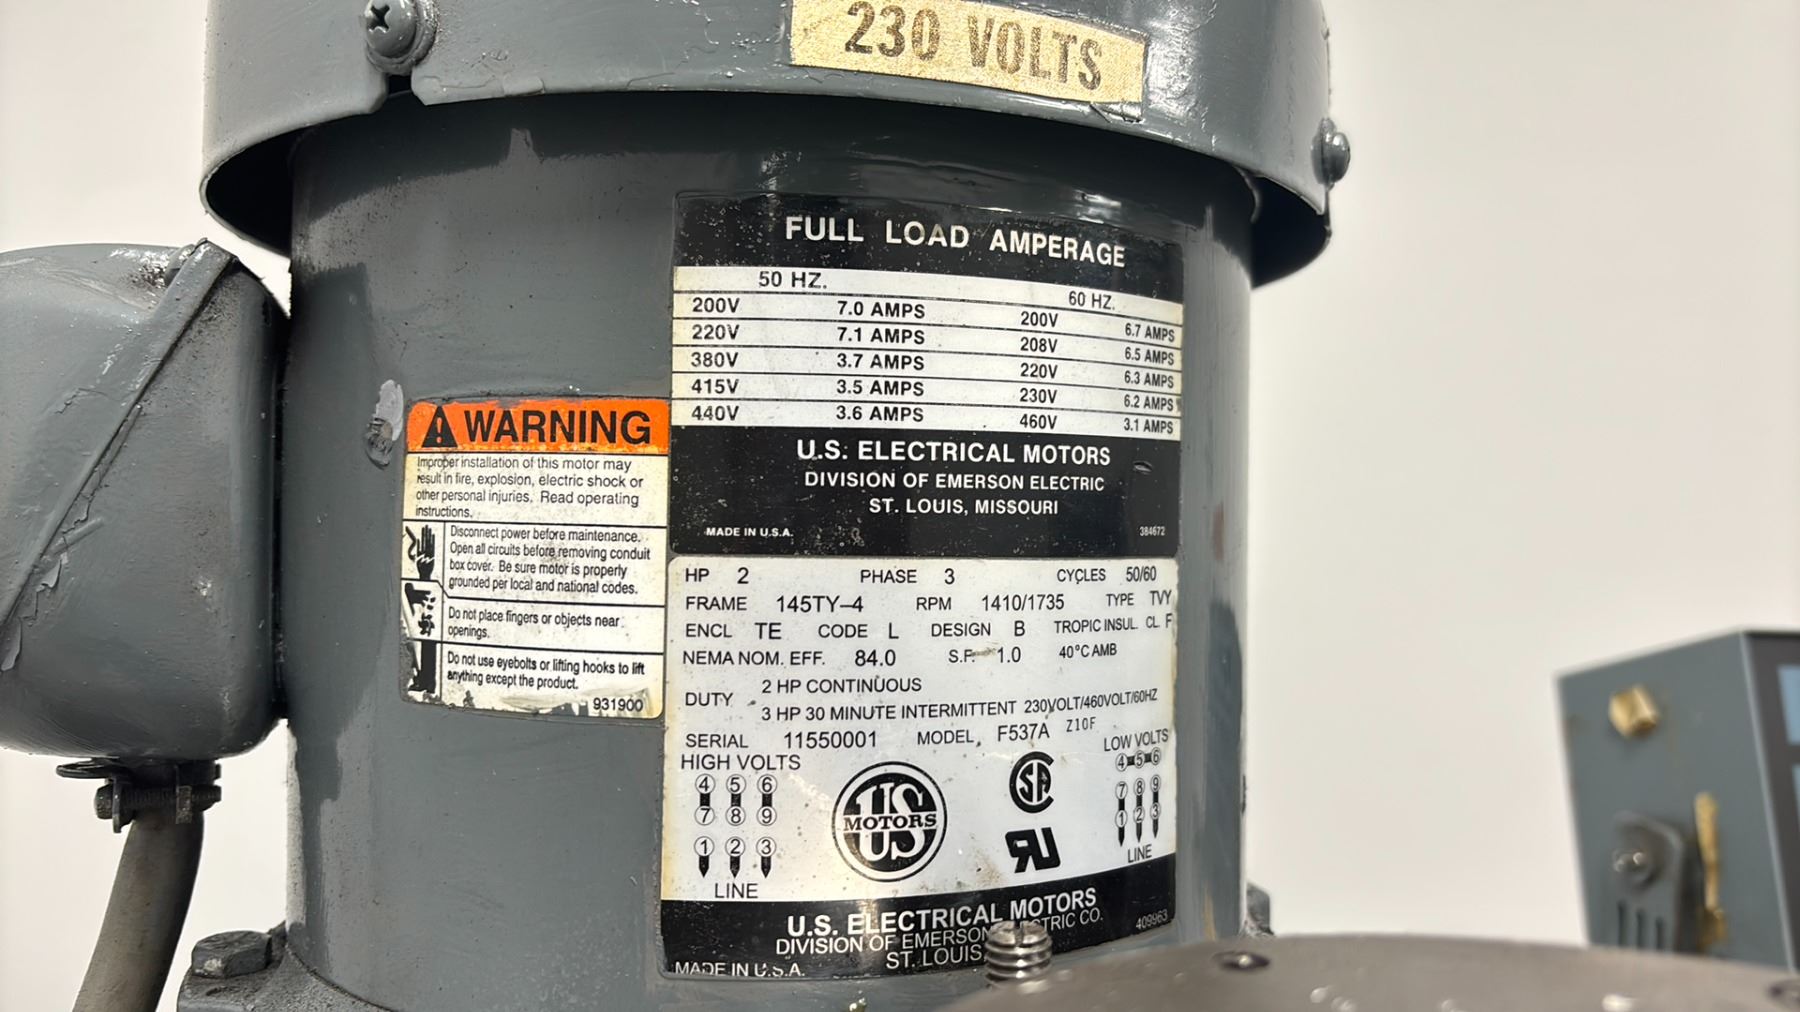 230 VOLTS
FULL LOAD AMPERAGE
50 HZ. 60 HZ.
200V 7.0 AMPS 200V 6.7 AMPS
220V 7.1 AMPS 208V 6.5 AMPS
380V 3.7 AMPS 220V 6.3 AMPS
415V 3.5 AMPS 230V 6.2 AMPS
440V 3.6 AMPS 460V 3.1 AMPS
U.S. ELECTRICAL MOTORS
DIVISION OF EMERSON ELECTRIC
ST. LOUIS, MISSOURI
MADE IN U.S.A. 384672
WARNING
Improper installation of this motor may
result in fire, explosion, electric shock or
other personal injuries. Read operating
instructions.
Disconnect power before maintenance.
Open all circuits before removing conduit
box cover. Be sure motor is properly
grounded per local and national codes.
Do not place fingers or objects near
openings.
Do not use eyebolts or lifting hooks to lift
anything except the product.
931900
HP 2 PHASE 3 CYCLES 50/60
FRAME 145TY-4 RPM 1410/1735 TYPE TVY
ENCL TE CODE L DESIGN B TROPIC INSUL. CL. F
NEMA NOM. EFF. 84.0 S.F. 1.0 40°C AMB
DUTY 2 HP CONTINUOUS
3 HP 30 MINUTE INTERMITTENT 230VOLT/460VOLT/60HZ
SERIAL 11550001 MODEL F537A Z10F
HIGH VOLTS LOW VOLTS
4 5 6 4 5 6
7 8 9 7 8 9
1 2 3 1 2 3
LINE LINE
US MOTORS
SA
UR
U.S. ELECTRICAL MOTORS
DIVISION OF EMERSON ELECTRIC CO.
ST. LOUIS,
MADE IN U.S.A. 409963